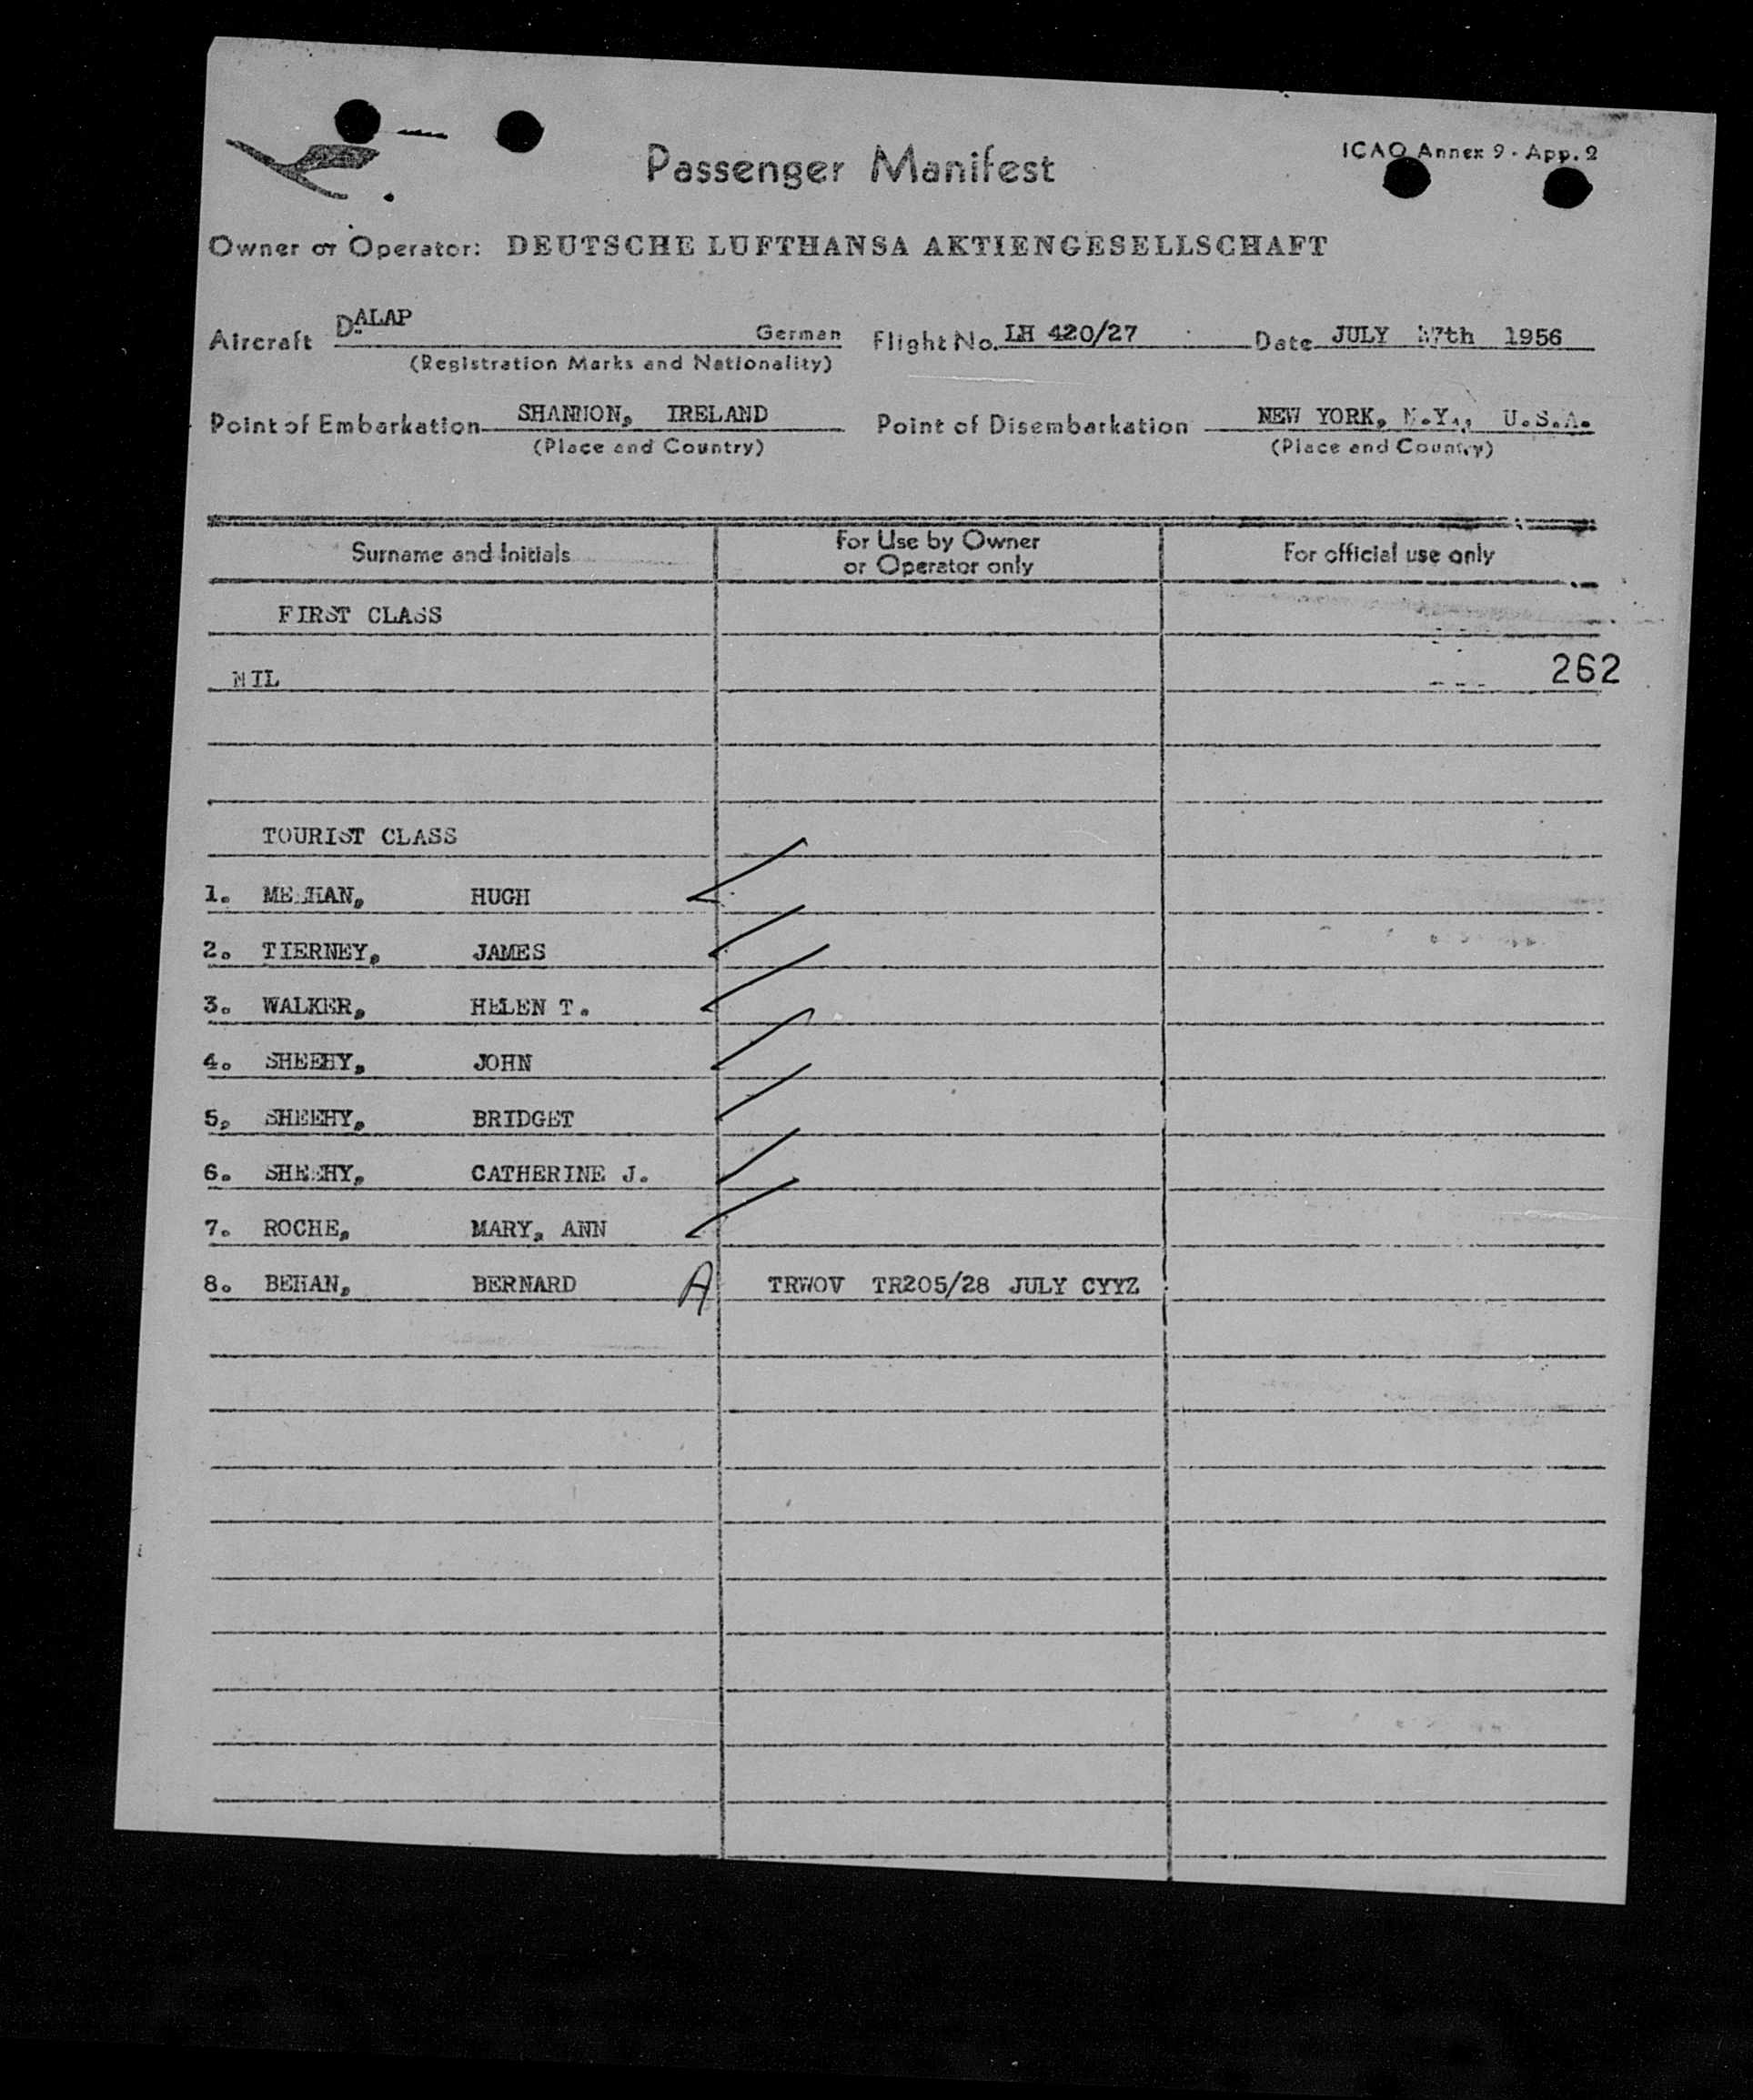 Passenger Manifest
ICAO Annex 9 - App. 2
Owner or Operator: DEUTSCHE LUFTHANSA AKTIENGESELLSCHAFT
Aircraft D-ALAP German Flight No. LH 420/27 Date JULY 27th 1956
(Registration Marks and Nationality)
Point of Embarkation SHANNON, IRELAND Point of Disembarkation NEW YORK, N.Y., U.S.A.
(Place and Country) (Place and Country)
Surname and Initials
For Use by Owner
or Operator only
For official use only
FIRST CLASS
NIL
262
TOURIST CLASS
1. MEEHAN, HUGH
2. TIERNEY, JAMES
3. WALKER, HELEN T.
4. SHEEHY, JOHN
5, SHEEHY, BRIDGET
6. SHEEHY, CATHERINE J.
7. ROCHE, MARY, ANN
8. BEHAN, BERNARD A TRWOV TR205/28 JULY CYYZ